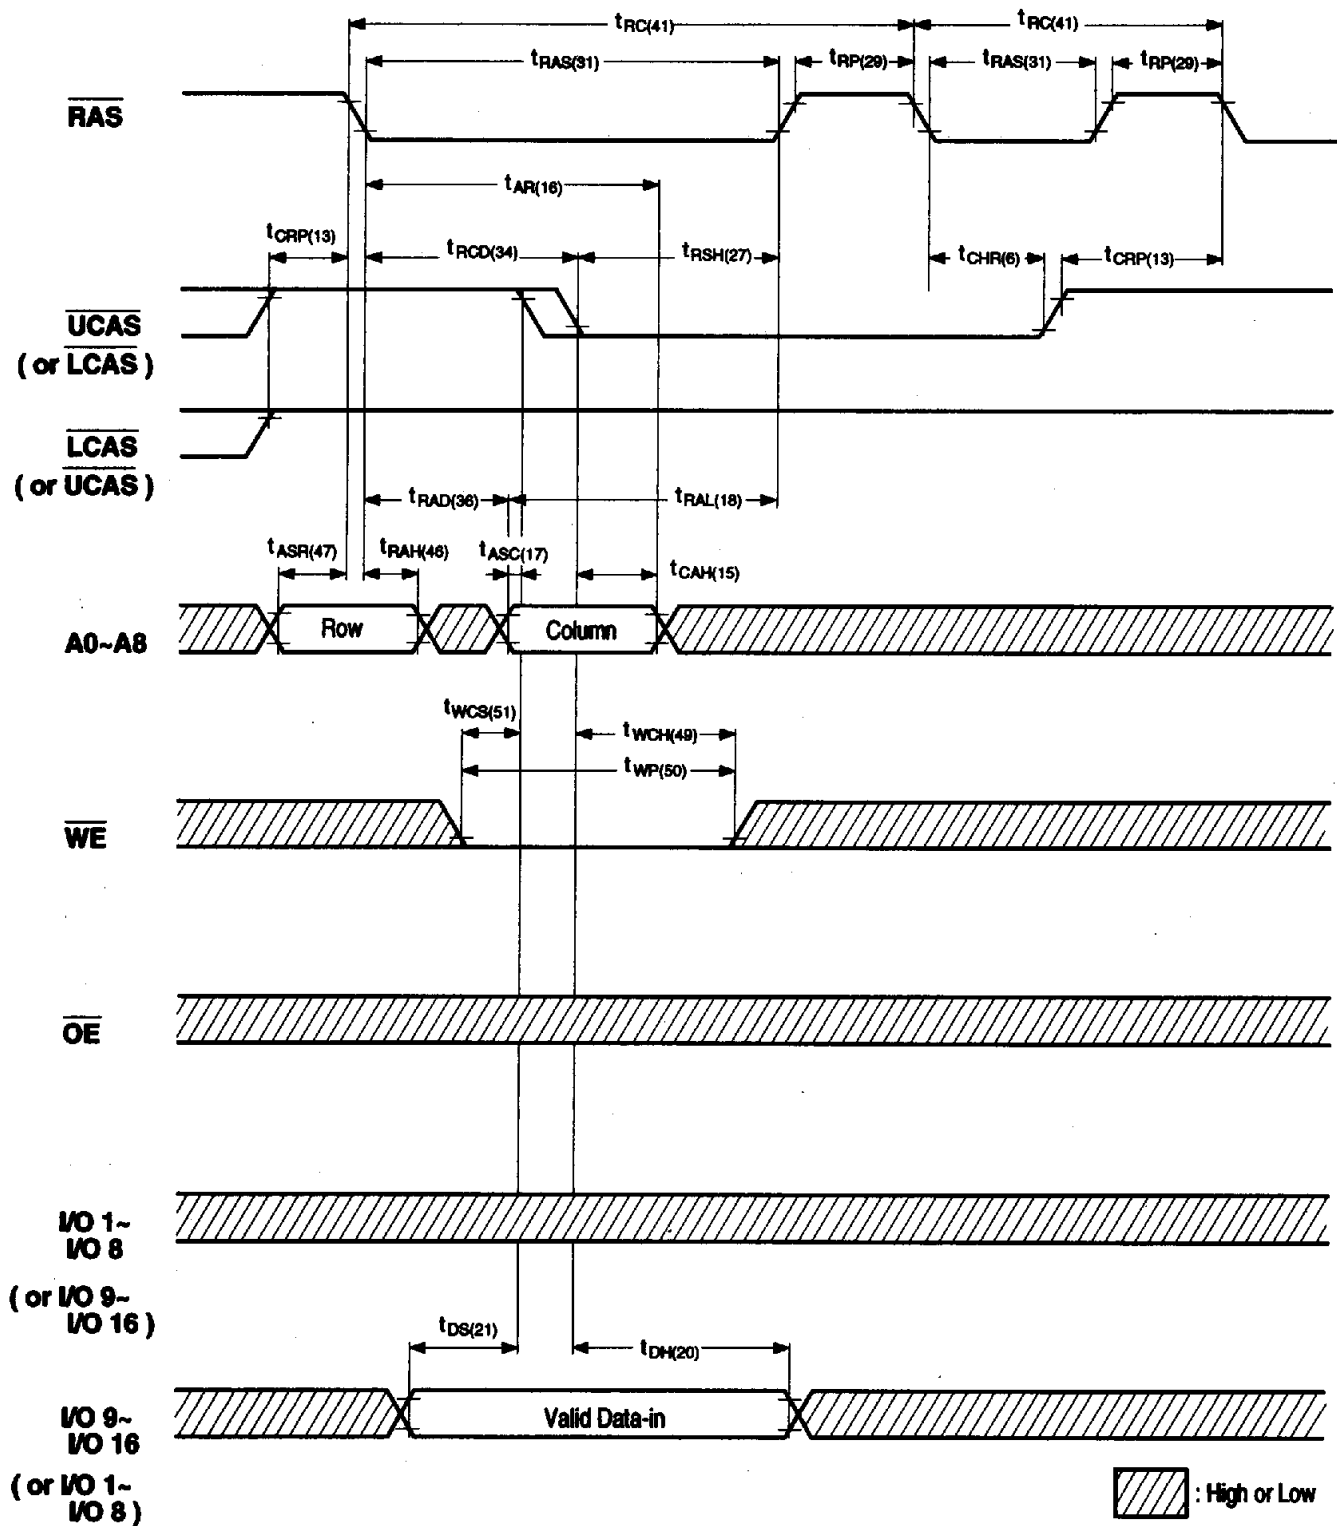 tRC(41) tRC(41)
tRAS(31) tRP(29) tRAS(31) tRP(29)
RAS
tAR(16)
tCRP(13) tRCD(34) tRSH(27) tCHR(6) tCRP(13)
UCAS
( or LCAS )
LCAS
( or UCAS )
tRAD(36) tRAL(18)
tASR(47) tRAH(46) tASC(17) tCAH(15)
A0~A8 Row Column
tWCS(51) tWCH(49)
tWP(50)
WE
OE
I/O 1~
I/O 8
( or I/O 9~
I/O 16 )
tDS(21) tDH(20)
I/O 9~
I/O 16
Valid Data-in
( or I/O 1~
I/O 8 )
: High or Low